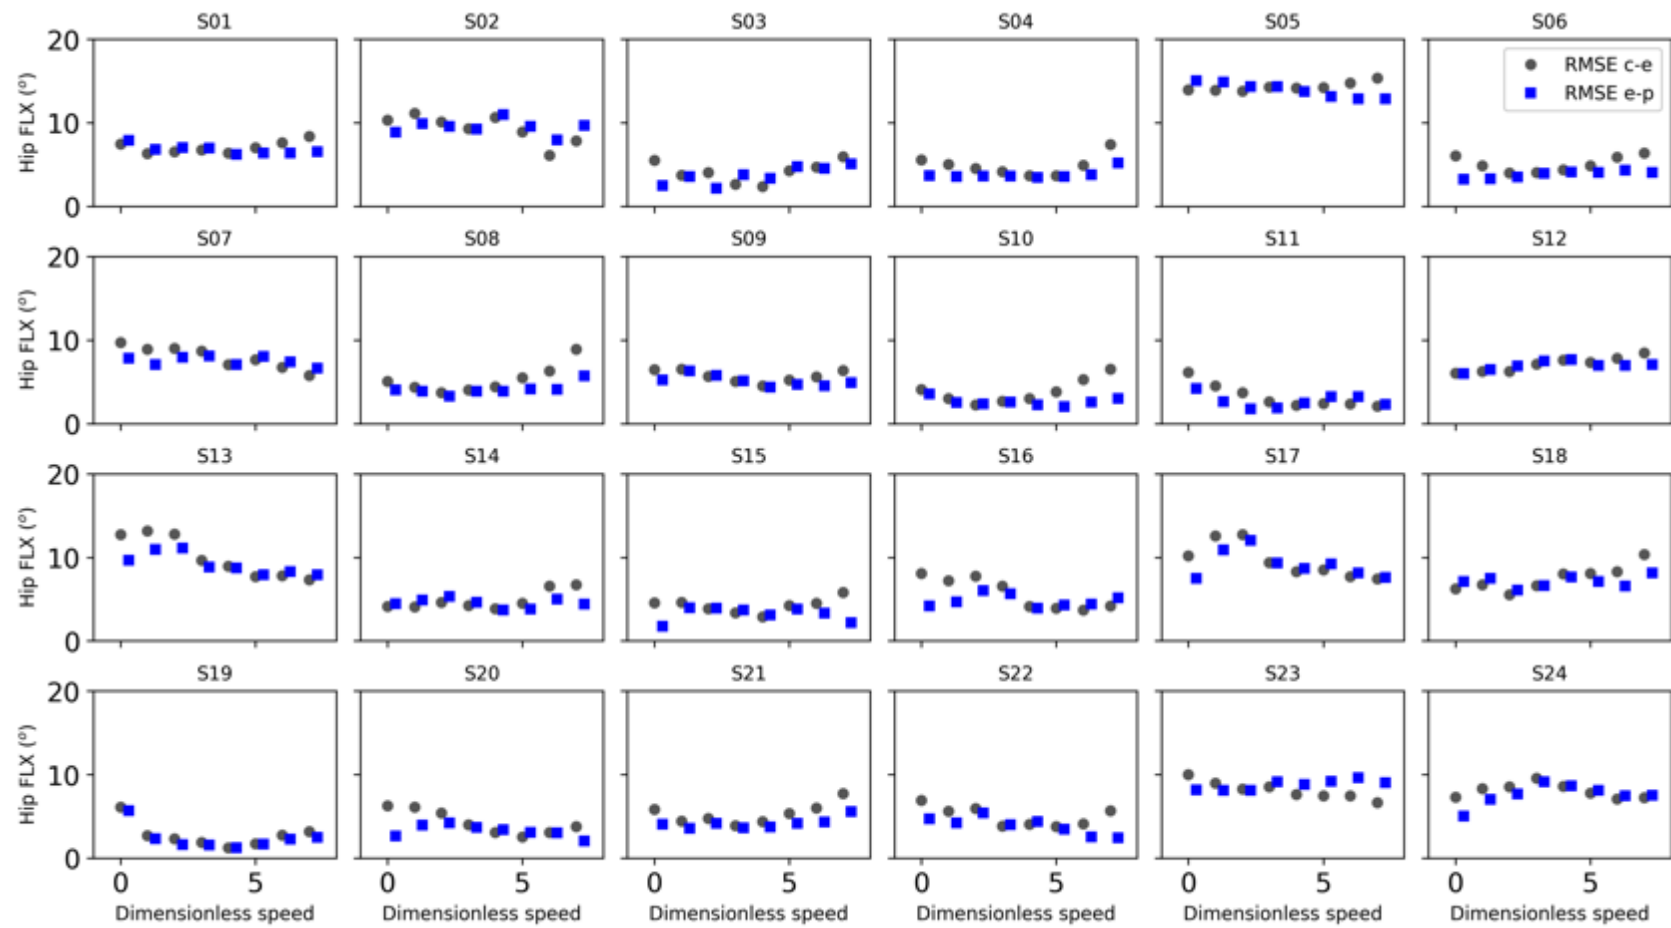 S01 S02 S03 S04 S05 S06
20
10
0
Hip FLX (°)
RMSE c-e
RMSE e-p
S07 S08 S09 S10 S11 S12
20
10
0
Hip FLX (°)
S13 S14 S15 S16 S17 S18
20
10
0
Hip FLX (°)
S19 S20 S21 S22 S23 S24
20
10
0
Hip FLX (°)
0 5 0 5 0 5 0 5 0 5 0 5
Dimensionless speed Dimensionless speed Dimensionless speed Dimensionless speed Dimensionless speed Dimensionless speed